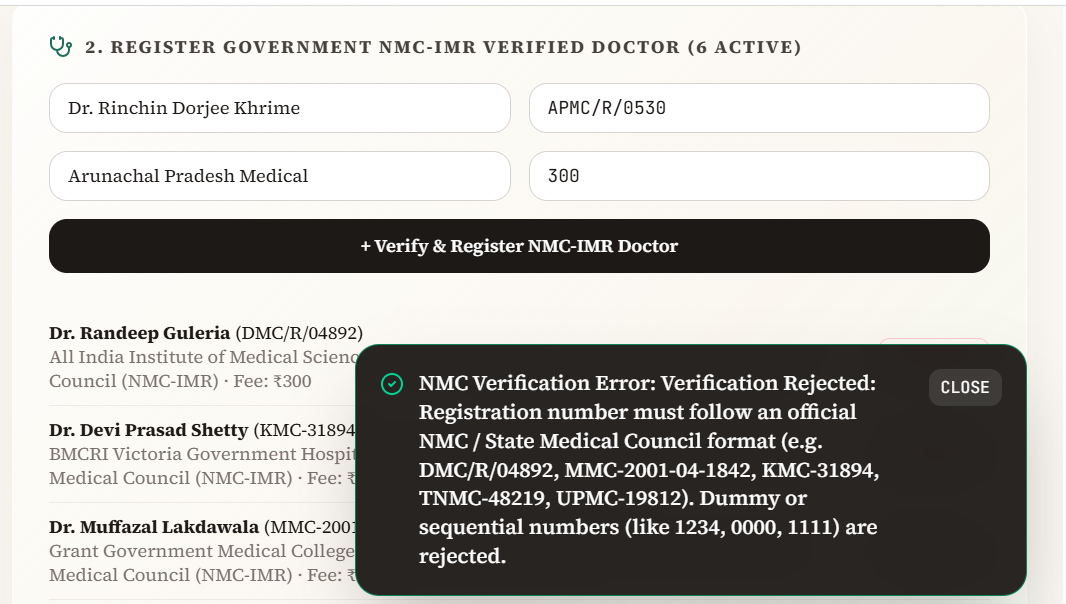 2. REGISTER GOVERNMENT NMC-IMR VERIFIED DOCTOR (6 ACTIVE)
Dr. Rinchin Dorjee Khrime
APMC/R/0530
Arunachal Pradesh Medical
300
+ Verify & Register NMC-IMR Doctor
Dr. Randeep Guleria (DMC/R/04892)
All India Institute of Medical Scienc
Council (NMC-IMR) · Fee: ₹300
Dr. Devi Prasad Shetty (KMC-31894
BMCRI Victoria Government Hospit
Medical Council (NMC-IMR) · Fee: ₹
Dr. Muffazal Lakdawala (MMC-2001
Grant Government Medical College
Medical Council (NMC-IMR) · Fee: ₹
NMC Verification Error: Verification Rejected:
Registration number must follow an official
NMC / State Medical Council format (e.g.
DMC/R/04892, MMC-2001-04-1842, KMC-31894,
TNMC-48219, UPMC-19812). Dummy or
sequential numbers (like 1234, 0000, 1111) are
rejected.
CLOSE